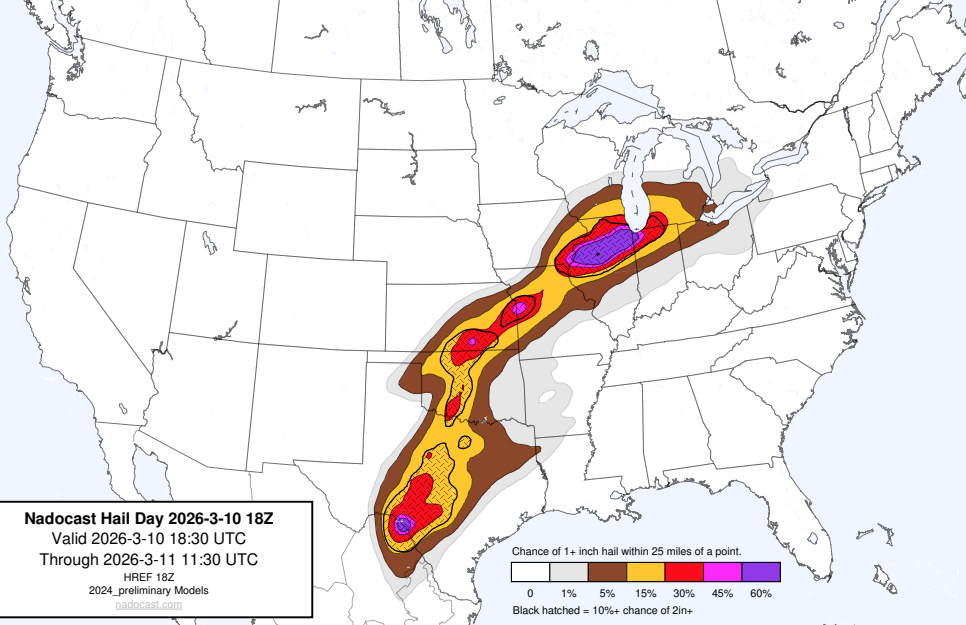 Nadocast Hail Day 2026-3-10 18Z
Valid 2026-3-10 18:30 UTC
Through 2026-3-11 11:30 UTC
HREF 18Z
2024_preliminary Models
nadocast.com
Chance of 1+ inch hail within 25 miles of a point.
0 1% 5% 15% 30% 45% 60%
Black hatched = 10%+ chance of 2in+